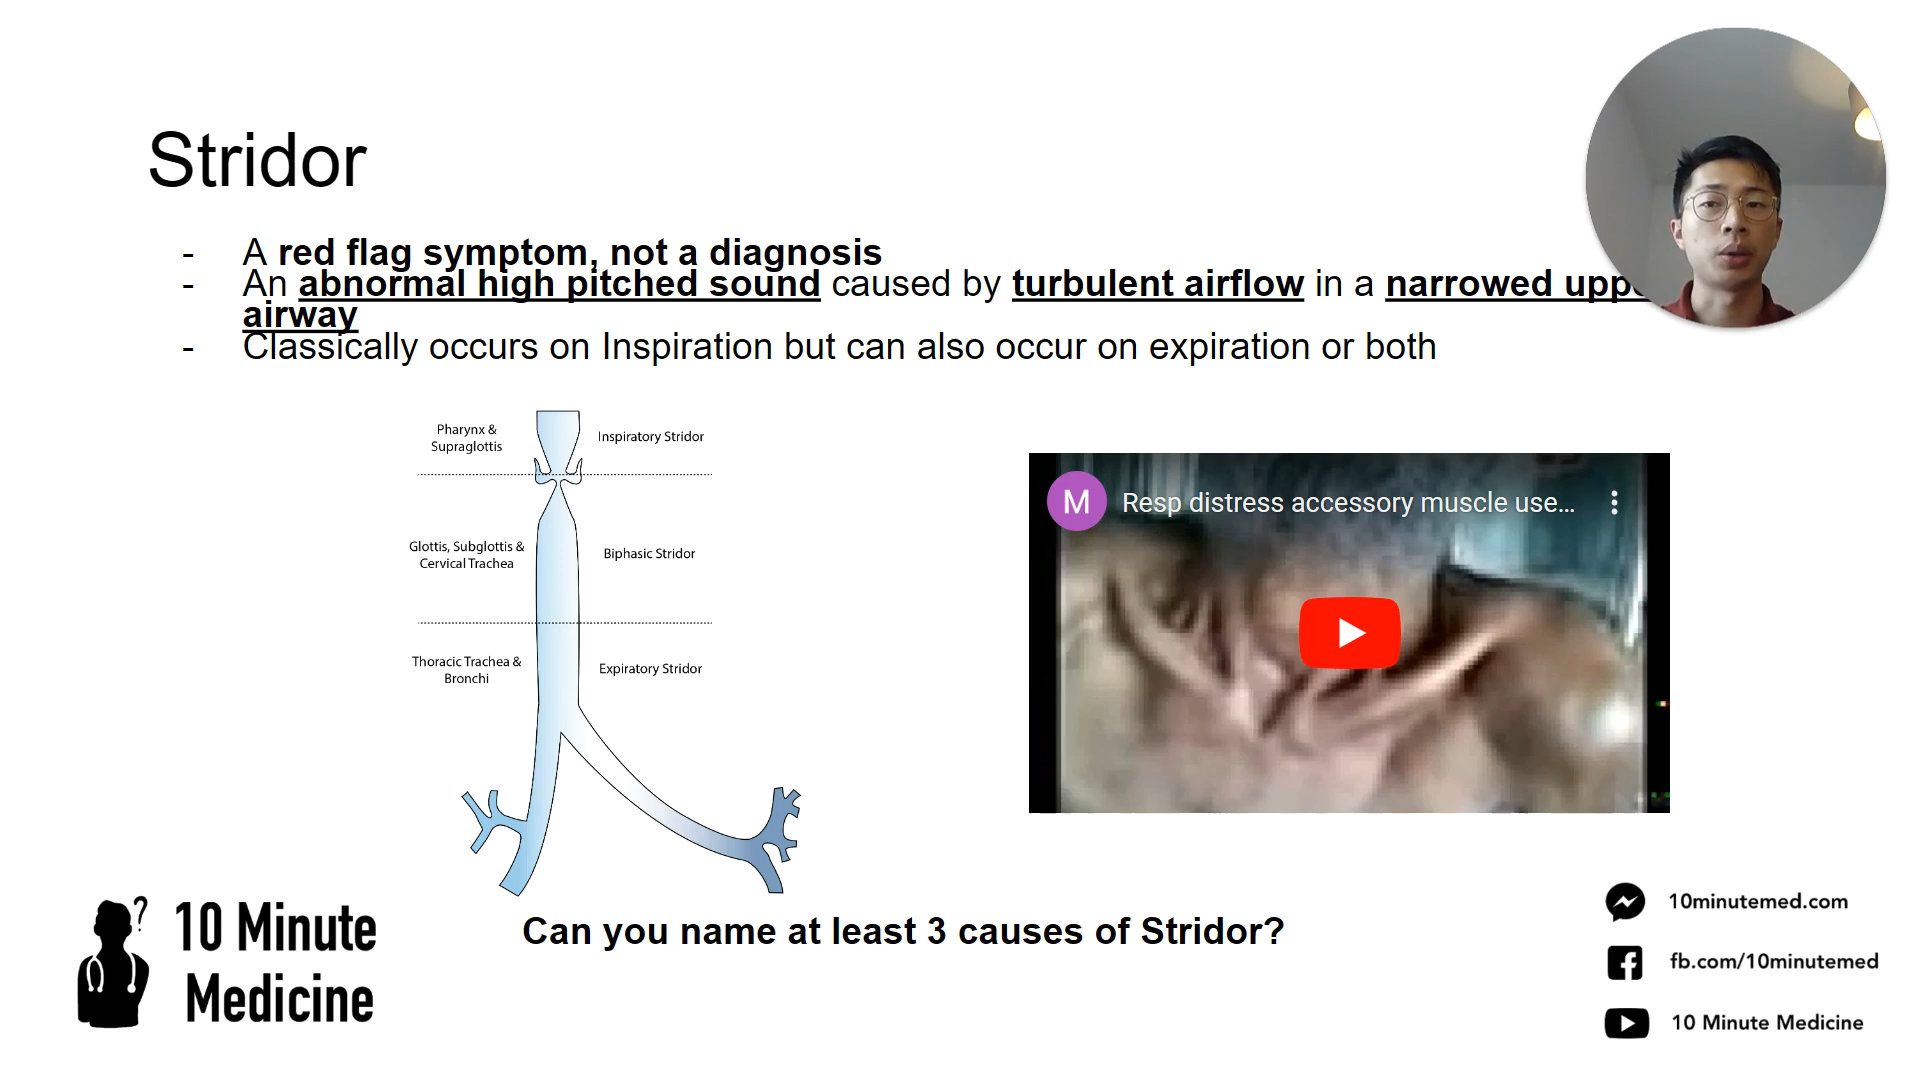 Stridor
- A red flag symptom, not a diagnosis
- An abnormal high pitched sound caused by turbulent airflow in a narrowed
airway
- Classically occurs on Inspiration but can also occur on expiration or both
Pharynx &
Supraglottis
Inspiratory Stridor
Glottis, Subglottis &
Cervical Trachea
Biphasic Stridor
Thoracic Trachea &
Bronchi
Expiratory Stridor
M
Resp distress accessory muscle use...
Can you name at least 3 causes of Stridor?
?
10 Minute
Medicine
10minutemed.com
fb.com/10minutemed
10 Minute Medicine